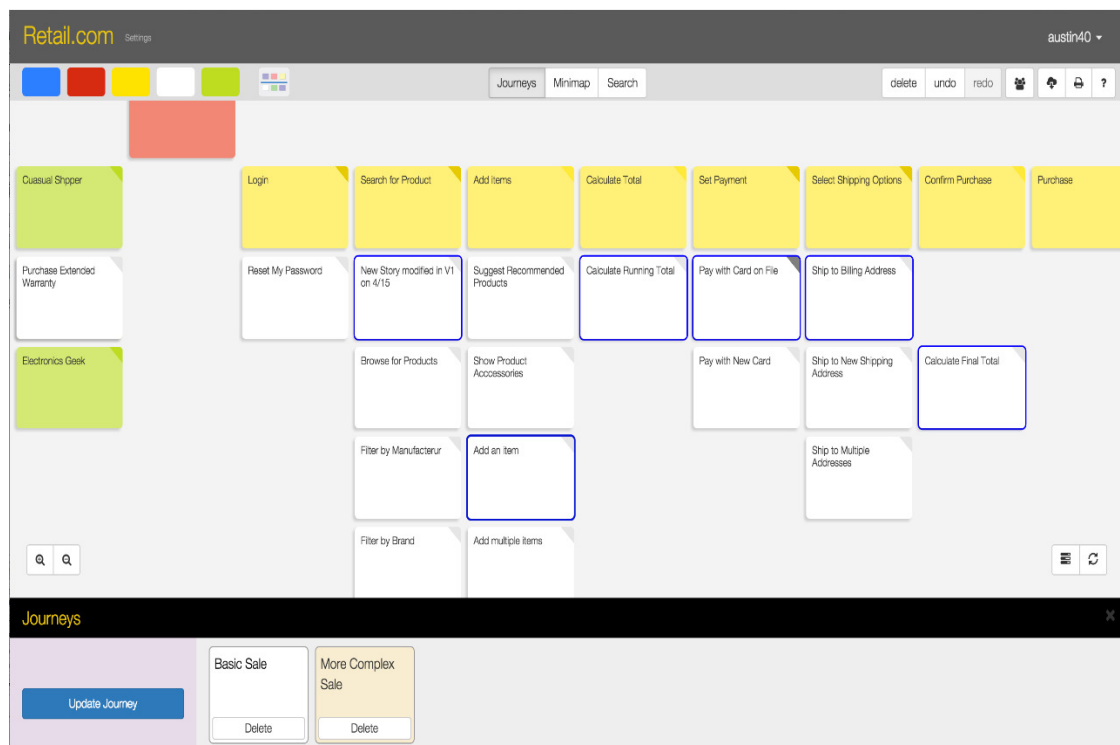 Retail.com Settings austin40
Journeys Minimap Search delete undo redo ?
Cuasual Shpper Login Search for Product Add items Calculate Total Set Payment Select Shipping Options Confirm Purchase Purchase
Purchase Extended Reset My Password New Story modified in V1 Suggest Recommended Calculate Running Total Pay with Card on File Ship to Billing Address
Warranty on 4/15 Products
Electronics Geek Browse for Products Show Product Pay with New Card Ship to New Shipping Calculate Final Total
Acccessories Address
Filter by Manufacterur Add an item Ship to Multiple
Addresses
Filter by Brand Add multiple items
Journeys x
Basic Sale More Complex
Sale
Update Journey
Delete Delete